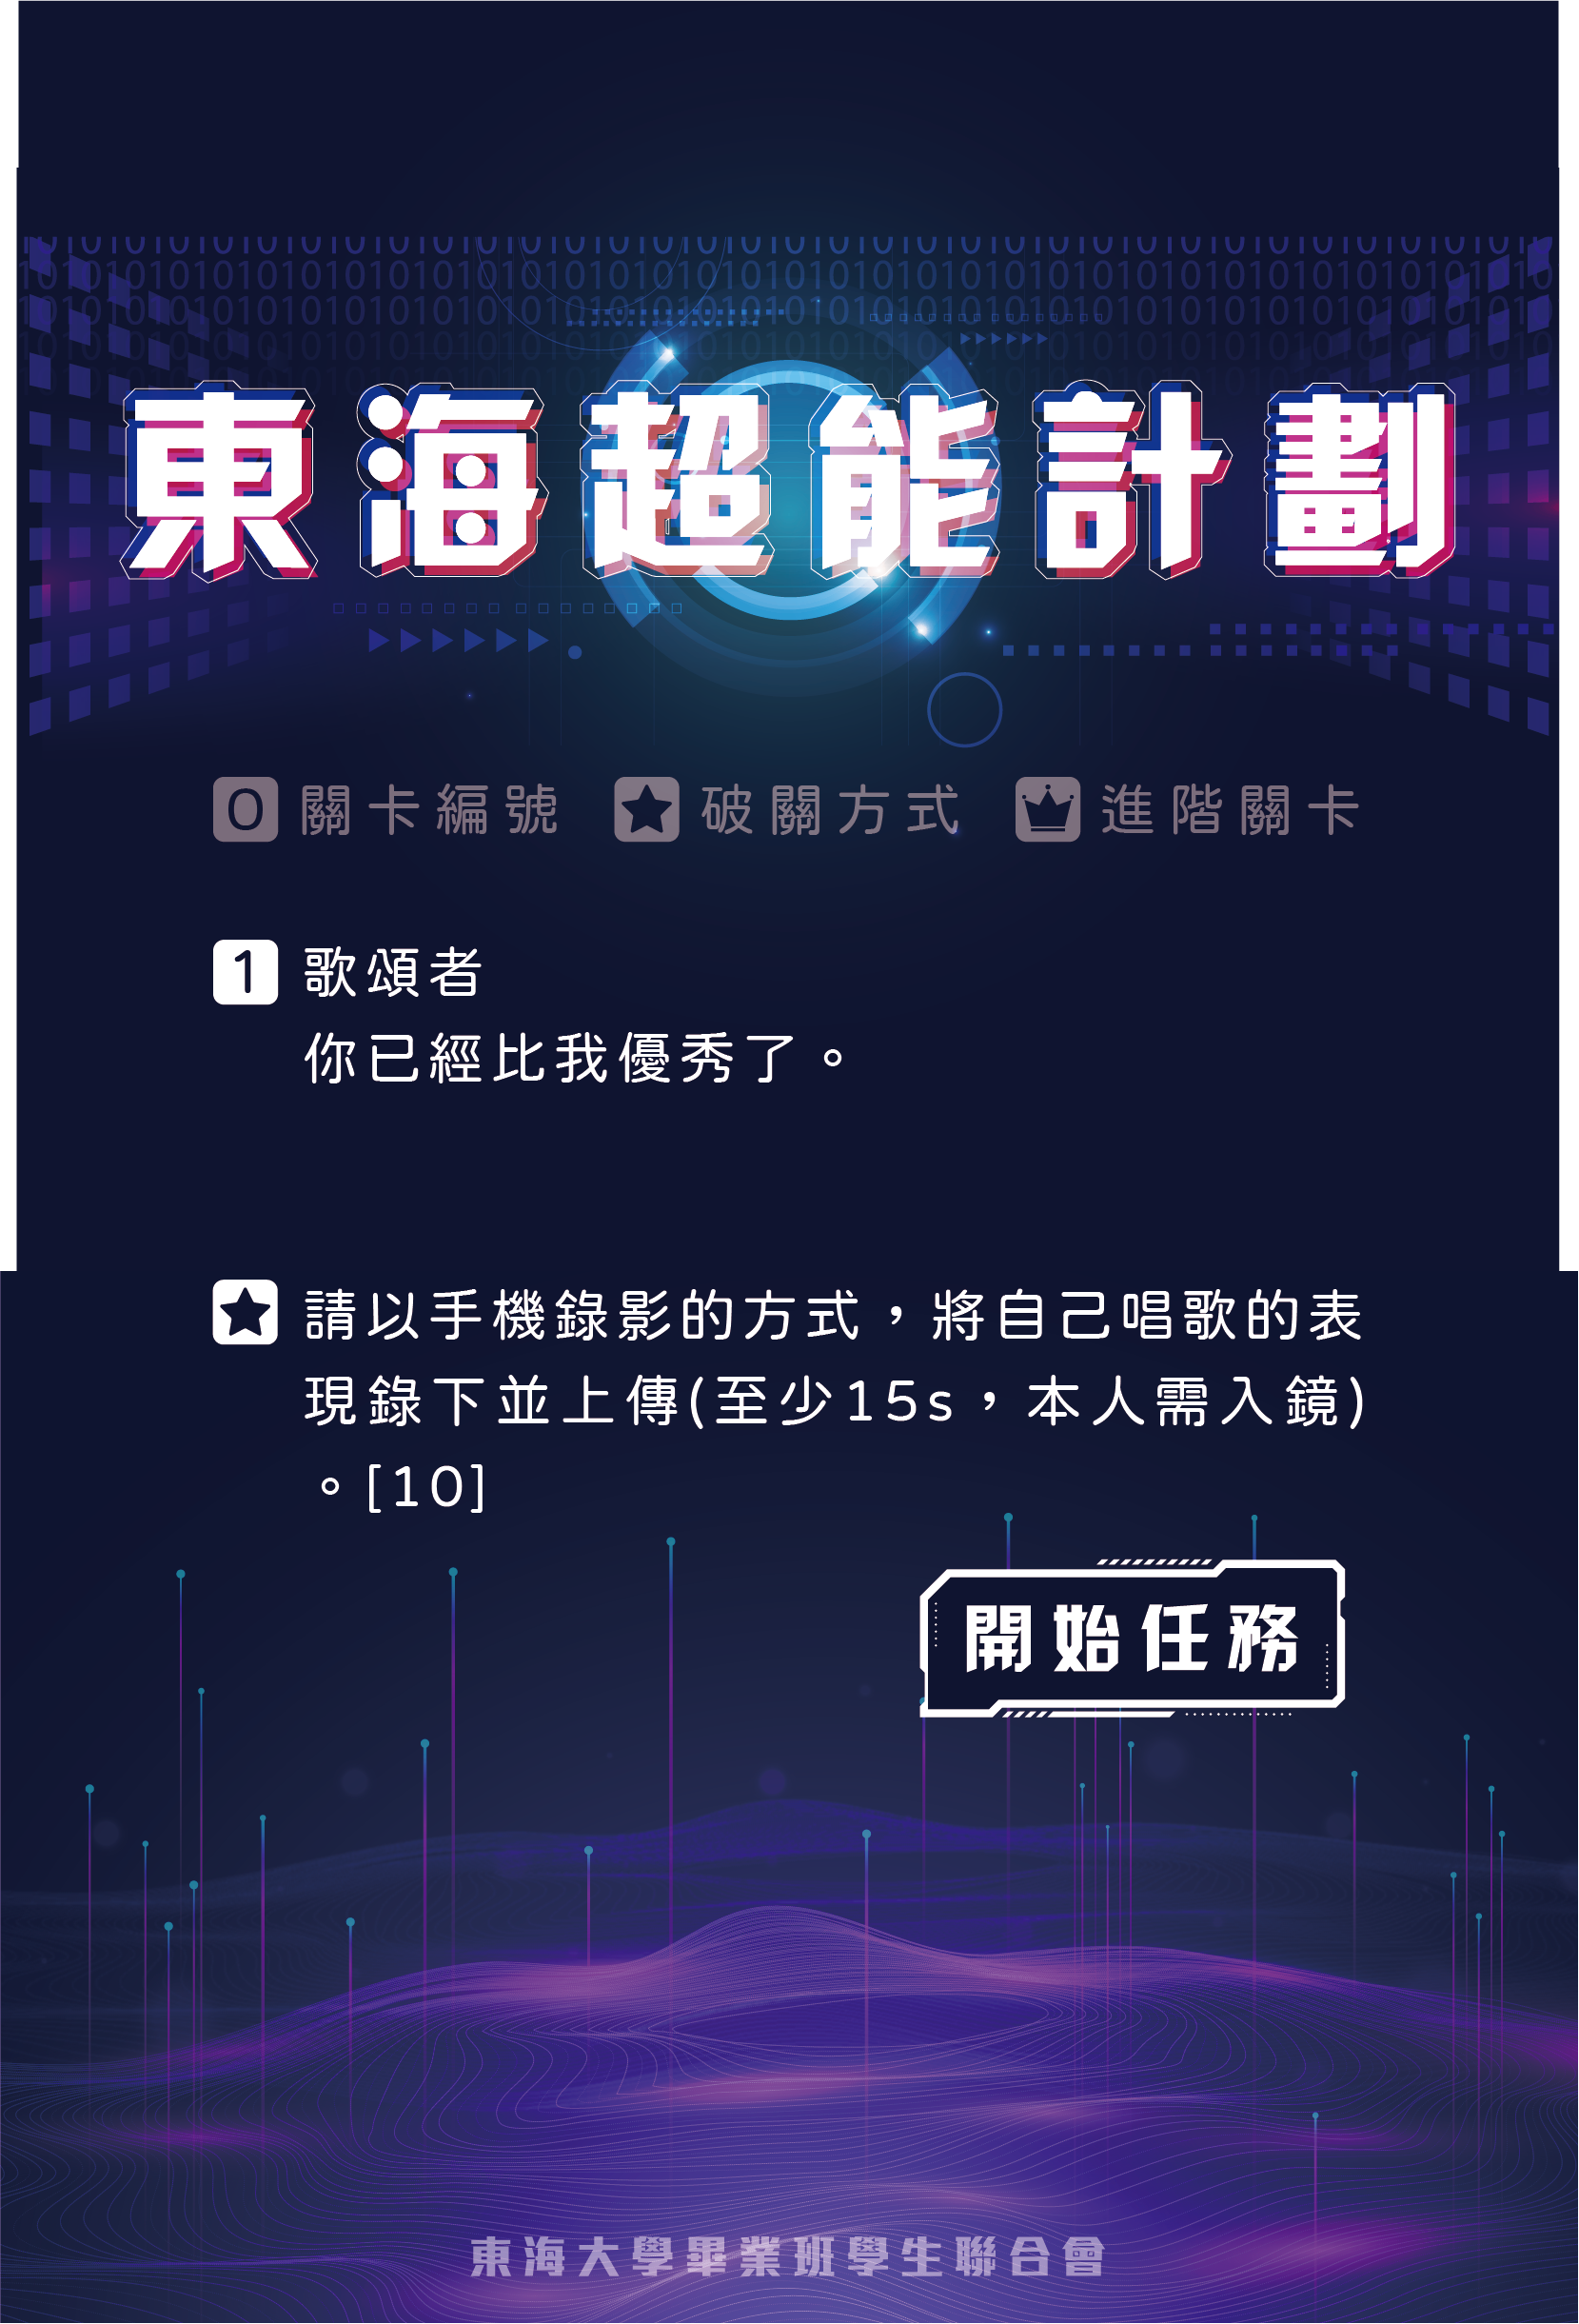 東海超能計劃
0 關卡編號 ★ 破關方式 進階關卡
1 歌頌者
你已經比我優秀了。
★ 請以手機錄影的方式，將自己唱歌的表
現錄下並上傳(至少15s，本人需入鏡)
。[10]
開始任務
東海大學畢業班學生聯合會